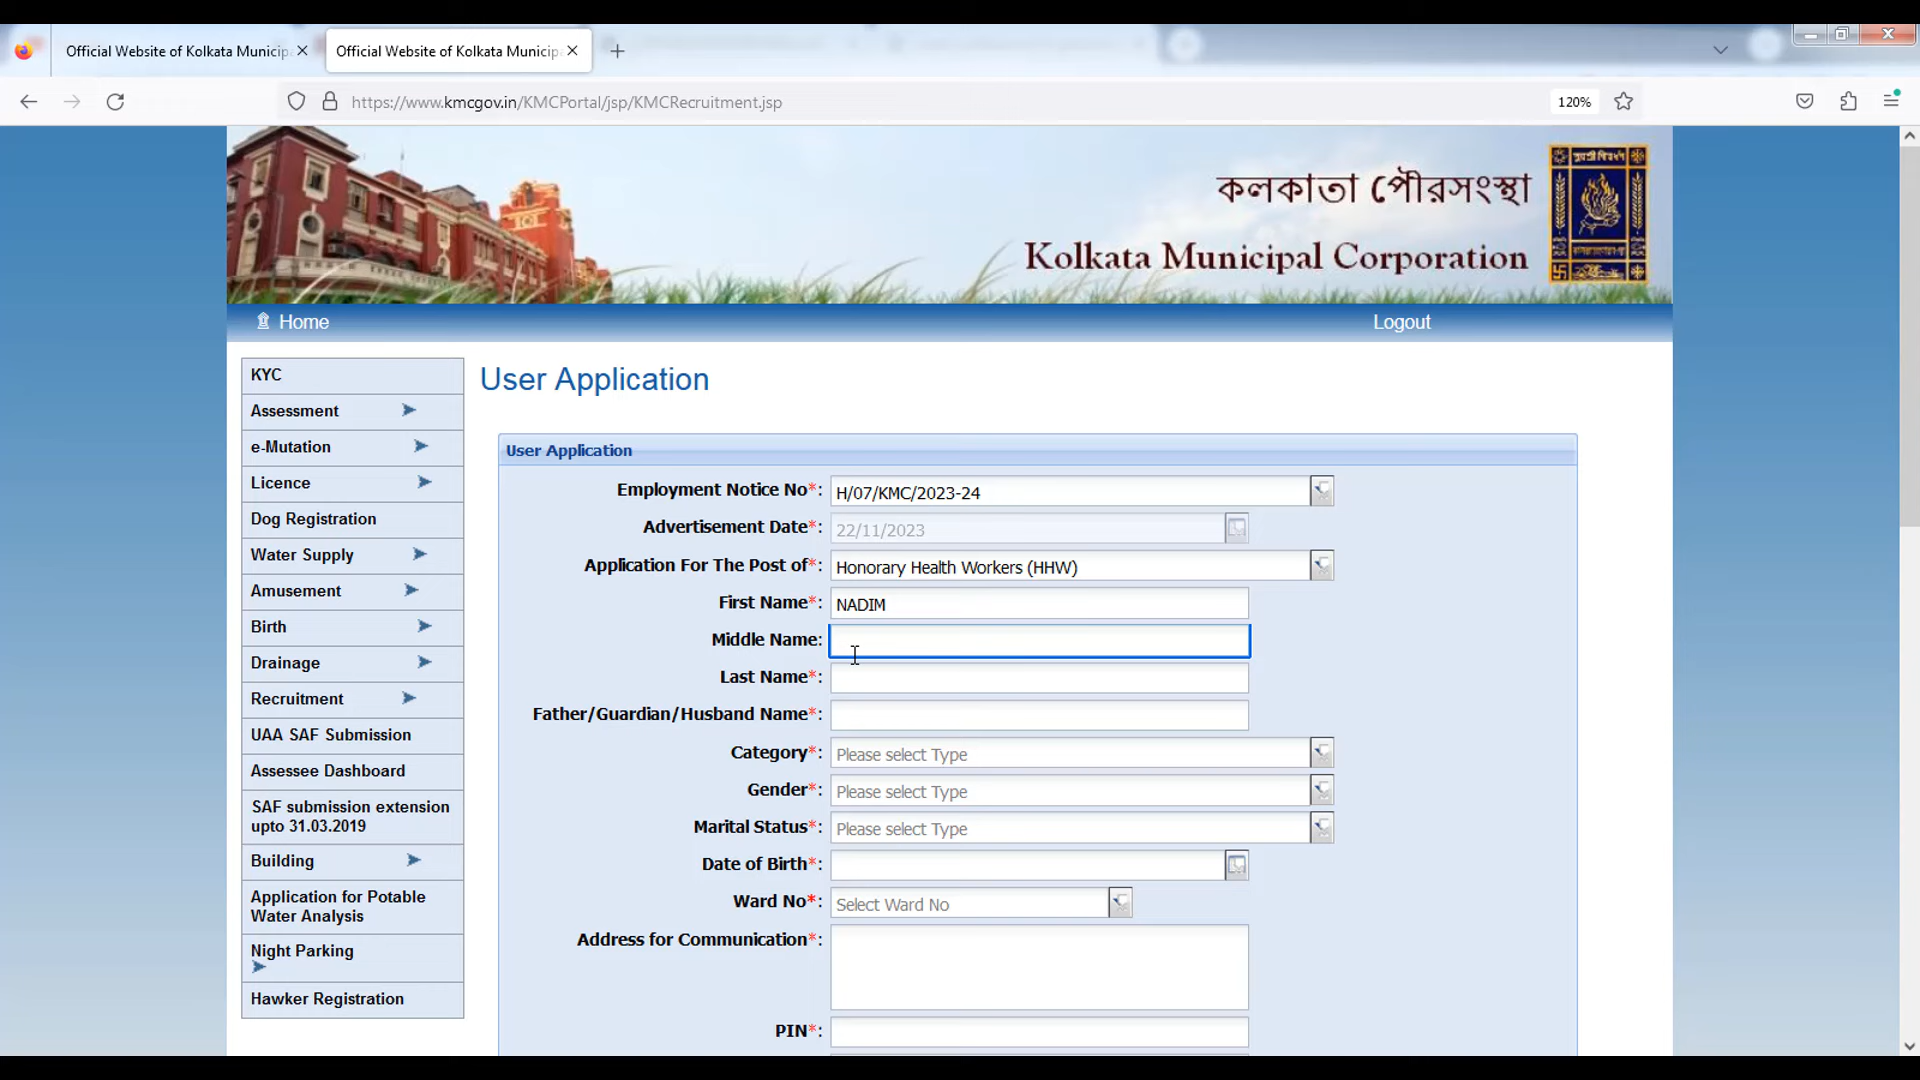 Official Website of Kolkata Municip
Official Website of Kolkata Municip
https://www.kmcgov.in/KMCPortal/jsp/KMCRecruitment.jsp
120%
কলকাতা পৌরসংস্থা
Kolkata Municipal Corporation
Home
Logout
KYC
Assessment
e-Mutation
Licence
Dog Registration
Water Supply
Amusement
Birth
Drainage
Recruitment
UAA SAF Submission
Assessee Dashboard
SAF submission extension
upto 31.03.2019
Building
Application for Potable
Water Analysis
Night Parking
Hawker Registration
User Application
User Application
Employment Notice No*: H/07/KMC/2023-24
Advertisement Date*: 22/11/2023
Application For The Post of*: Honorary Health Workers (HHW)
First Name*: NADIM
Middle Name:
Last Name*:
Father/Guardian/Husband Name*:
Category*: Please select Type
Gender*: Please select Type
Marital Status*: Please select Type
Date of Birth*:
Ward No*: Select Ward No
Address for Communication*:
PIN*: